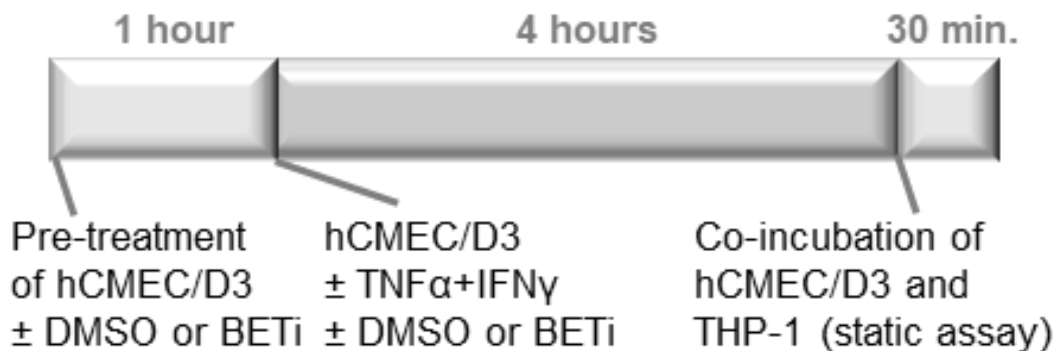 1 hour 4 hours 30 min.
Pre-treatment hCMEC/D3 Co-incubation of
of hCMEC/D3 ± TNFα+IFNγ hCMEC/D3 and
± DMSO or BETi ± DMSO or BETi THP-1 (static assay)